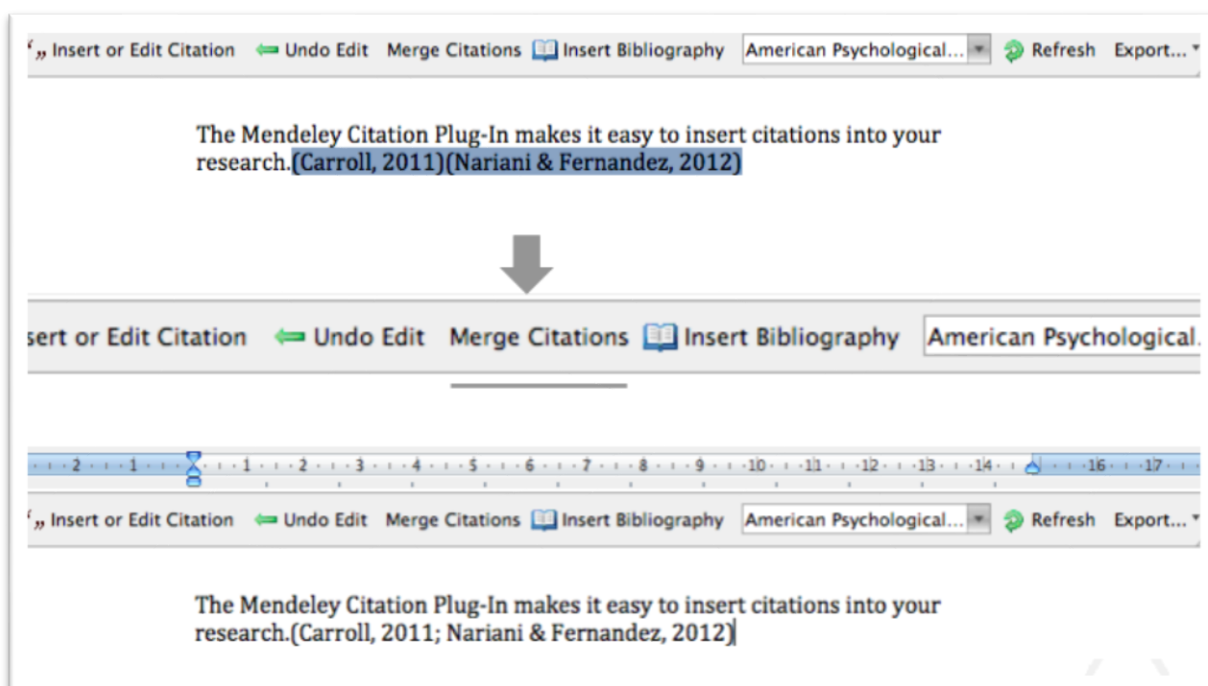 “„ Insert or Edit Citation Undo Edit Merge Citations Insert Bibliography American Psychological... Refresh Export...
The Mendeley Citation Plug-In makes it easy to insert citations into your
research.(Carroll, 2011)(Nariani & Fernandez, 2012)
sert or Edit Citation Undo Edit Merge Citations Insert Bibliography American Psychological.
2 1 1 2 3 4 5 6 7 8 9 10 11 12 13 14 16 17
“„ Insert or Edit Citation Undo Edit Merge Citations Insert Bibliography American Psychological... Refresh Export...
The Mendeley Citation Plug-In makes it easy to insert citations into your
research.(Carroll, 2011; Nariani & Fernandez, 2012)